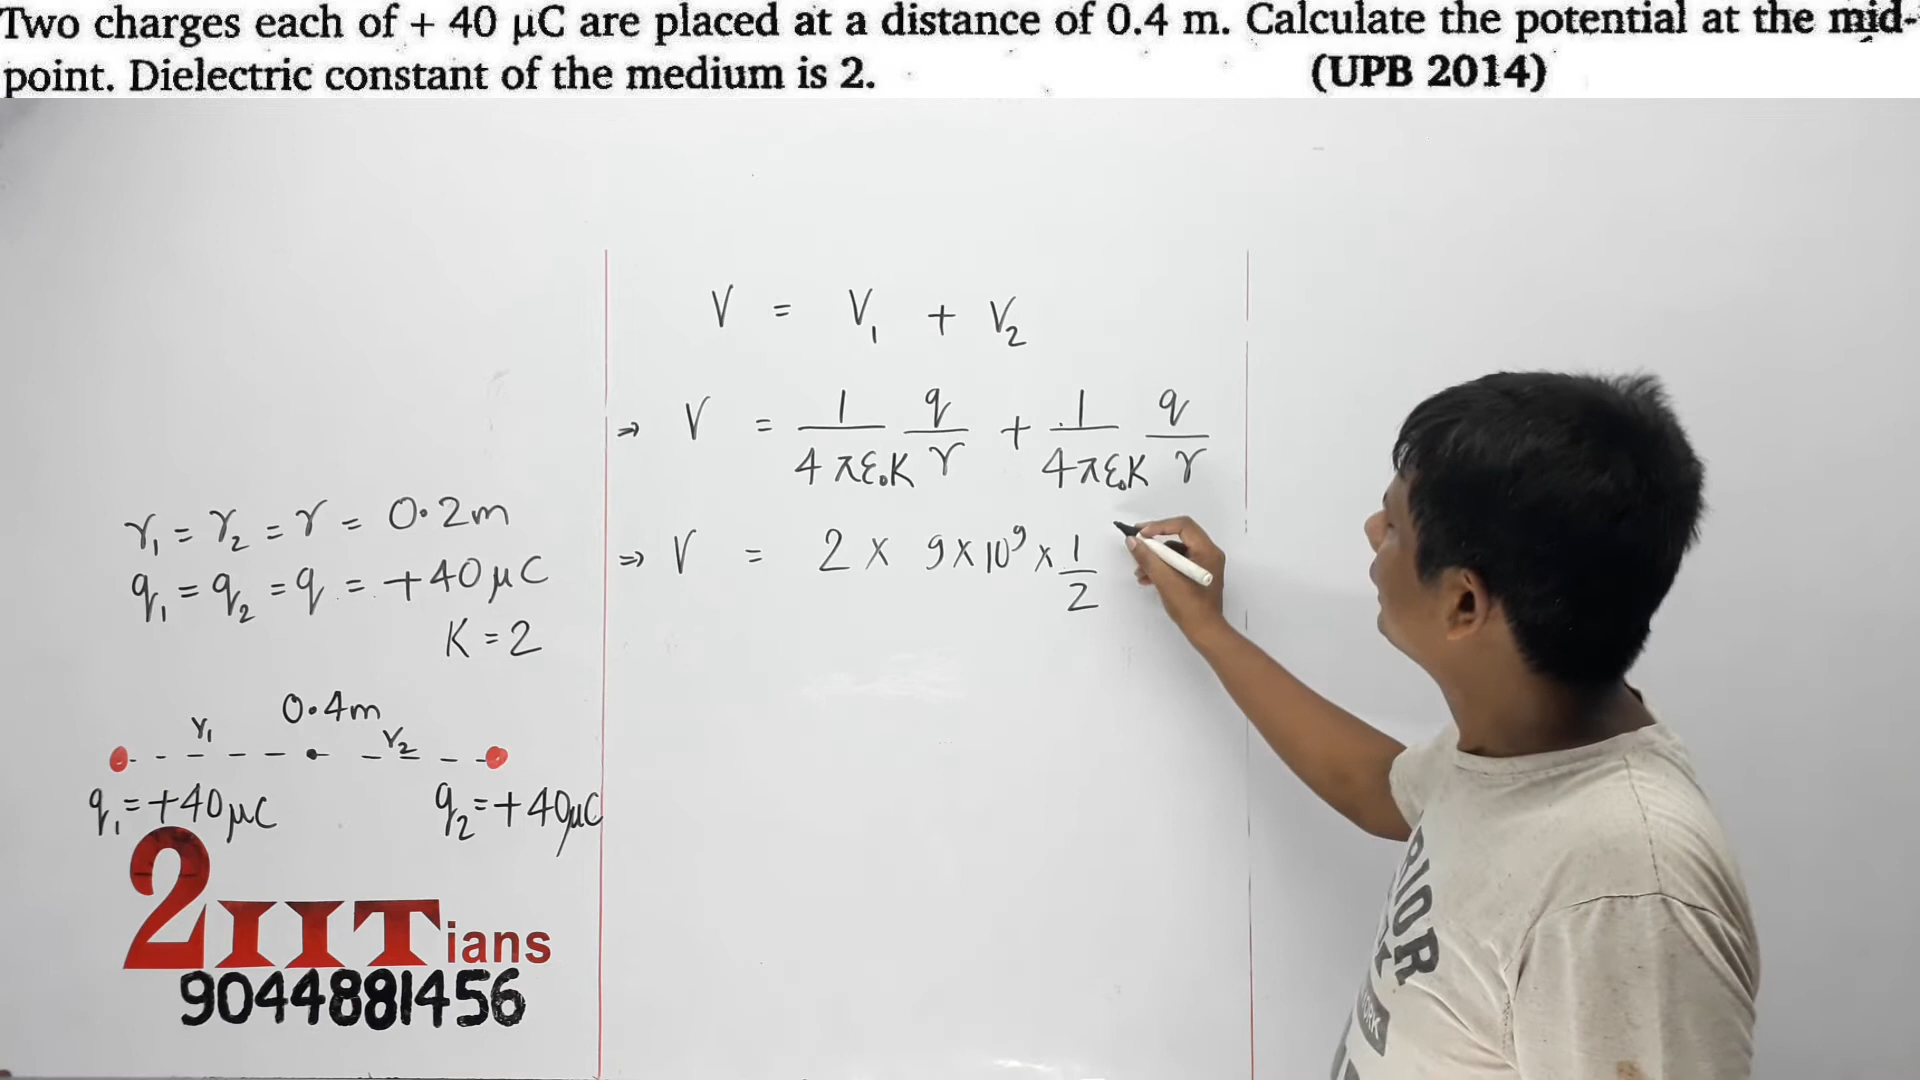 Two charges each of + 40 μC are placed at a distance of 0.4 m. Calculate the potential at the mid-
point. Dielectric constant of the medium is 2. (UPB 2014)
V = V₁ + V₂
⇒ V = 1/4πε₀K q/r + 1/4πε₀K q/r
⇒ V = 2 × 9×10⁹ × 1/2
r₁ = r₂ = r = 0.2m
q₁ = q₂ = q = +40μC
K = 2
0.4m
r₁ r₂
q₁=+40μC q₂=+40μC
2IITians
9044881456